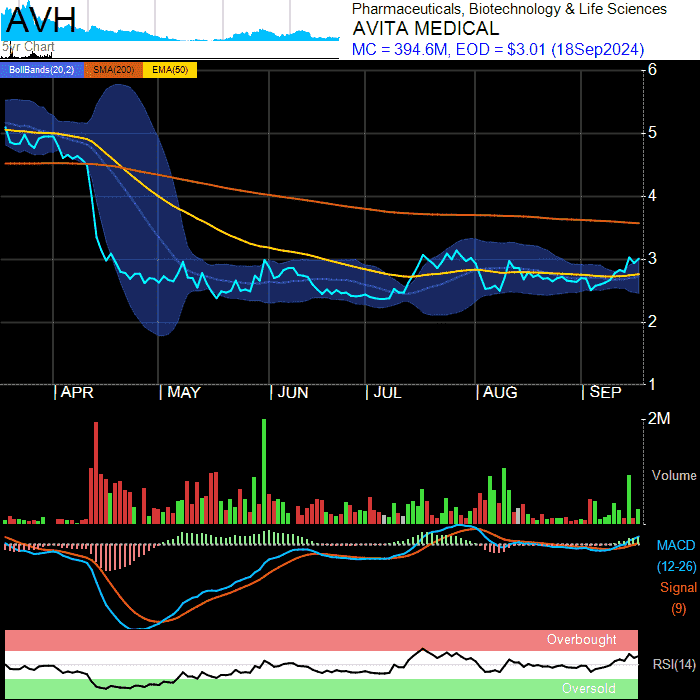 AVH
5yr Chart
Pharmaceuticals, Biotechnology & Life Sciences
AVITA MEDICAL
MC = 394.6M, EOD = $3.01 (18Sep2024)
BollBands(20,2) SMA(200) EMA(50)
6
5
4
3
2
1
APR MAY JUN JUL AUG SEP
2M
Volume
MACD
(12-26)
Signal
(9)
Overbought
RSI(14)
Oversold